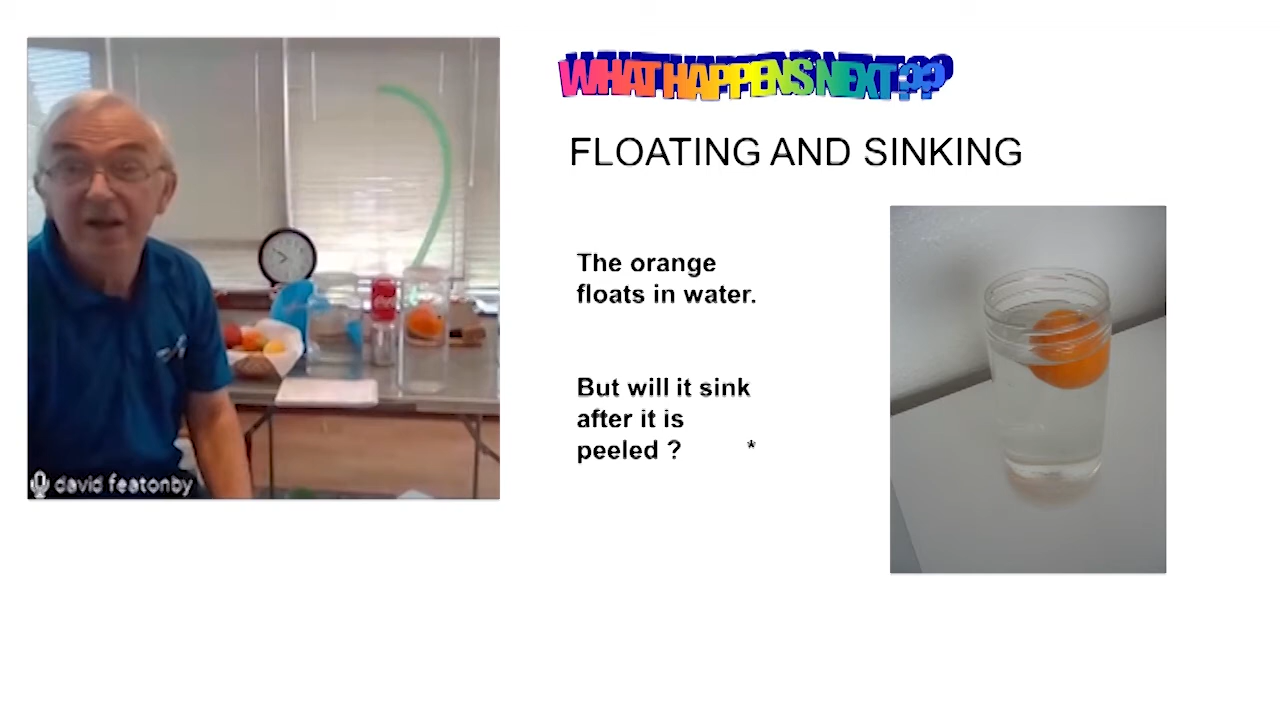 WHAT HAPPENS NEXT ??
FLOATING AND SINKING
The orange
floats in water.
But will it sink
after it is
peeled ? *
david featonby